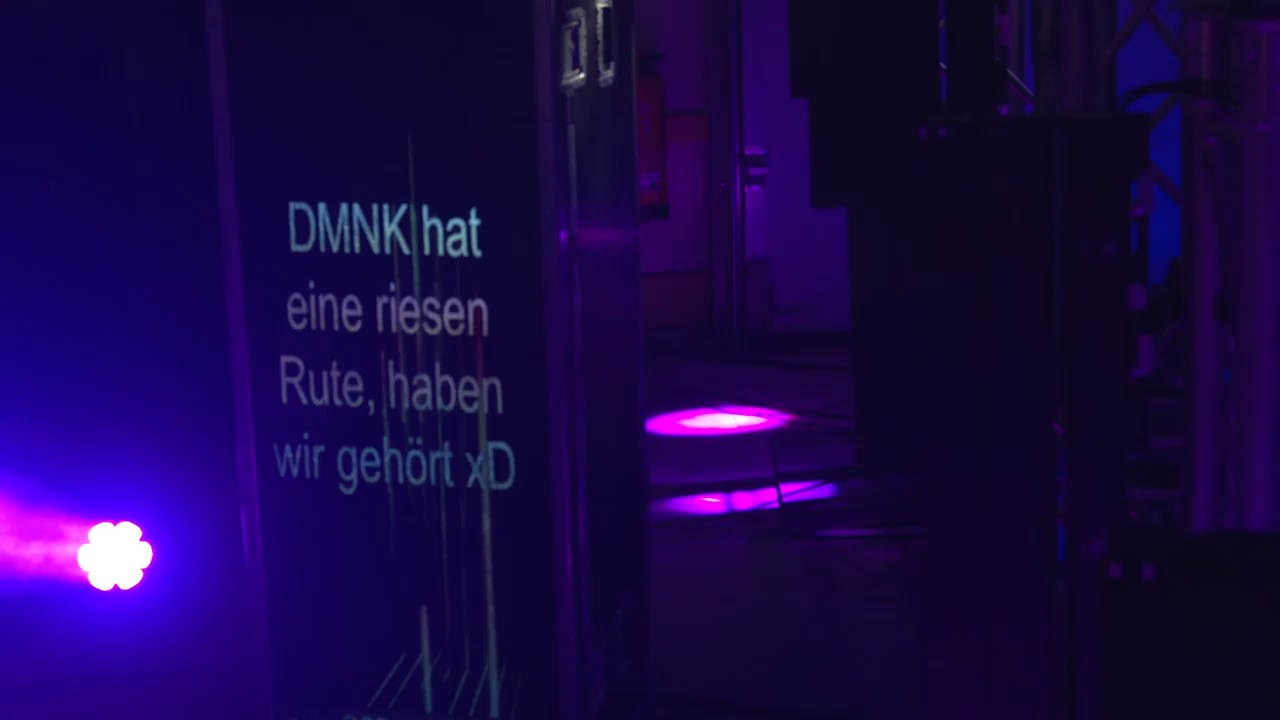 DMNK hat
eine riesen
Rute, haben
wir gehört xD